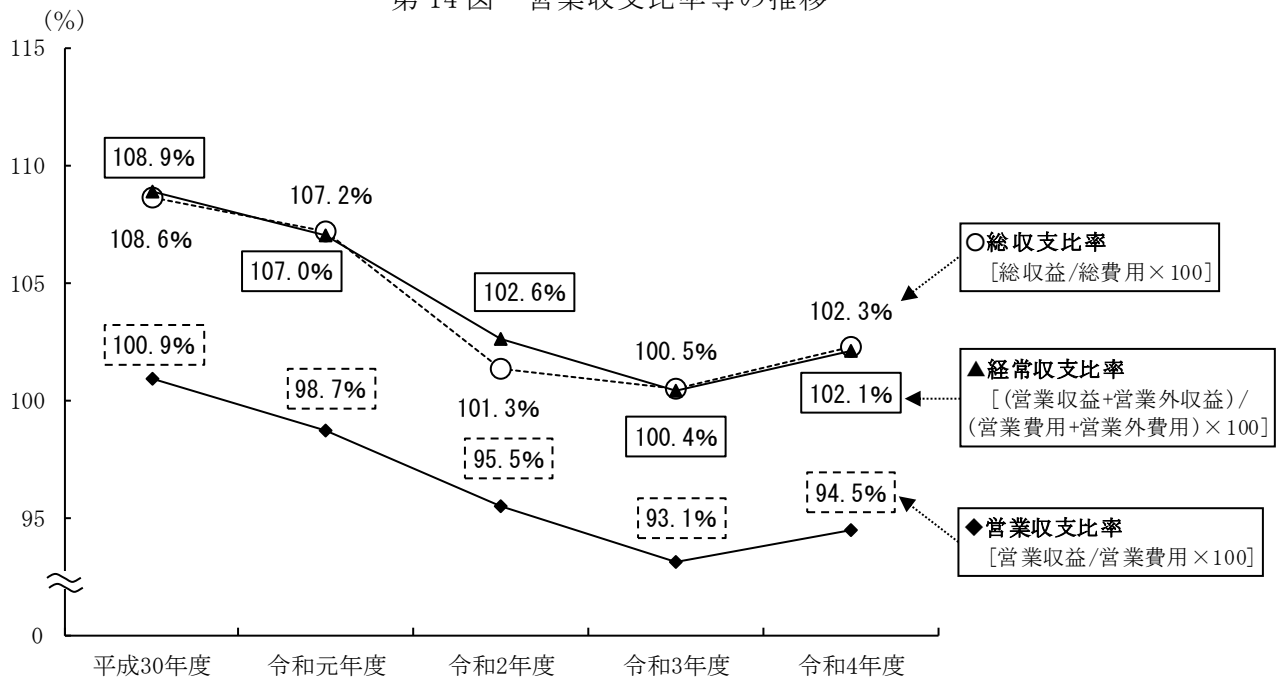 第 14 図 営業収支比率等の推移
(%)
115
110
105
100
95
0
108.9%
108.6%
107.2%
107.0%
102.6%
101.3%
100.5%
100.4%
102.3%
102.1%
100.9%
98.7%
95.5%
93.1%
94.5%
○総収支比率
[総収益/総費用×100]
▲経常収支比率
[(営業収益+営業外収益)/
(営業費用+営業外費用)×100]
◆営業収支比率
[営業収益/営業費用×100]
平成30年度
令和元年度
令和2年度
令和3年度
令和4年度